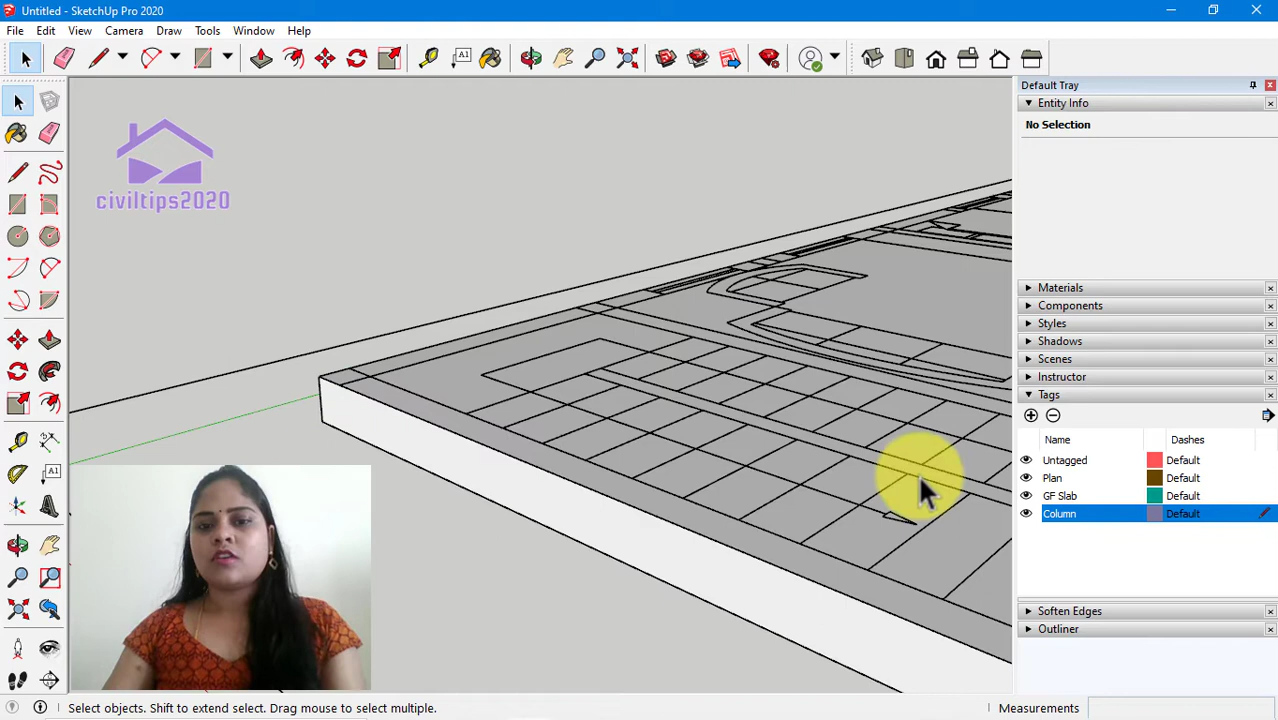 Untitled - SketchUp Pro 2020
File Edit View Camera Draw Tools Window Help
A1
Default Tray
Entity Info
No Selection
civiltips2020
Materials
Components
Styles
Shadows
Scenes
Instructor
Tags
Name Dashes
Untagged Default
Plan Default
GF Slab Default
Column Default
A1
Soften Edges
Outliner
Select objects. Shift to extend select. Drag mouse to select multiple.
Measurements